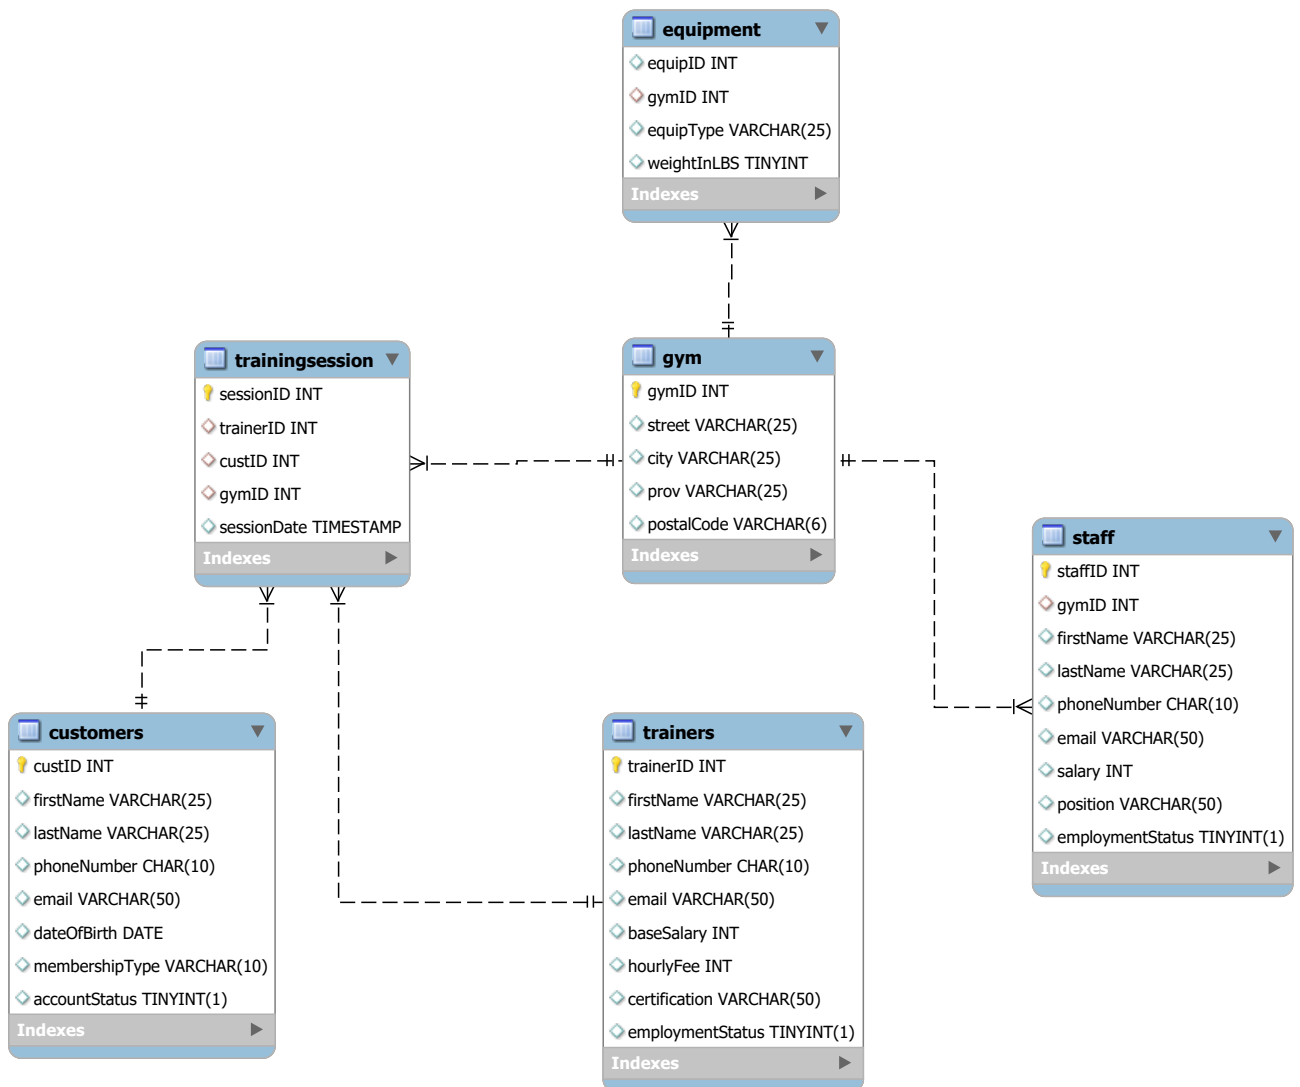 equipment
equipID INT
gymID INT
equipType VARCHAR(25)
weightInLBS TINYINT
Indexes
trainingsession
sessionID INT
trainerID INT
custID INT
gymID INT
sessionDate TIMESTAMP
Indexes
gym
gymID INT
street VARCHAR(25)
city VARCHAR(25)
prov VARCHAR(25)
postalCode VARCHAR(6)
Indexes
staff
staffID INT
gymID INT
firstName VARCHAR(25)
lastName VARCHAR(25)
phoneNumber CHAR(10)
email VARCHAR(50)
salary INT
position VARCHAR(50)
employmentStatus TINYINT(1)
Indexes
customers
custID INT
firstName VARCHAR(25)
lastName VARCHAR(25)
phoneNumber CHAR(10)
email VARCHAR(50)
dateOfBirth DATE
membershipType VARCHAR(10)
accountStatus TINYINT(1)
Indexes
trainers
trainerID INT
firstName VARCHAR(25)
lastName VARCHAR(25)
phoneNumber CHAR(10)
email VARCHAR(50)
baseSalary INT
hourlyFee INT
certification VARCHAR(50)
employmentStatus TINYINT(1)
Indexes